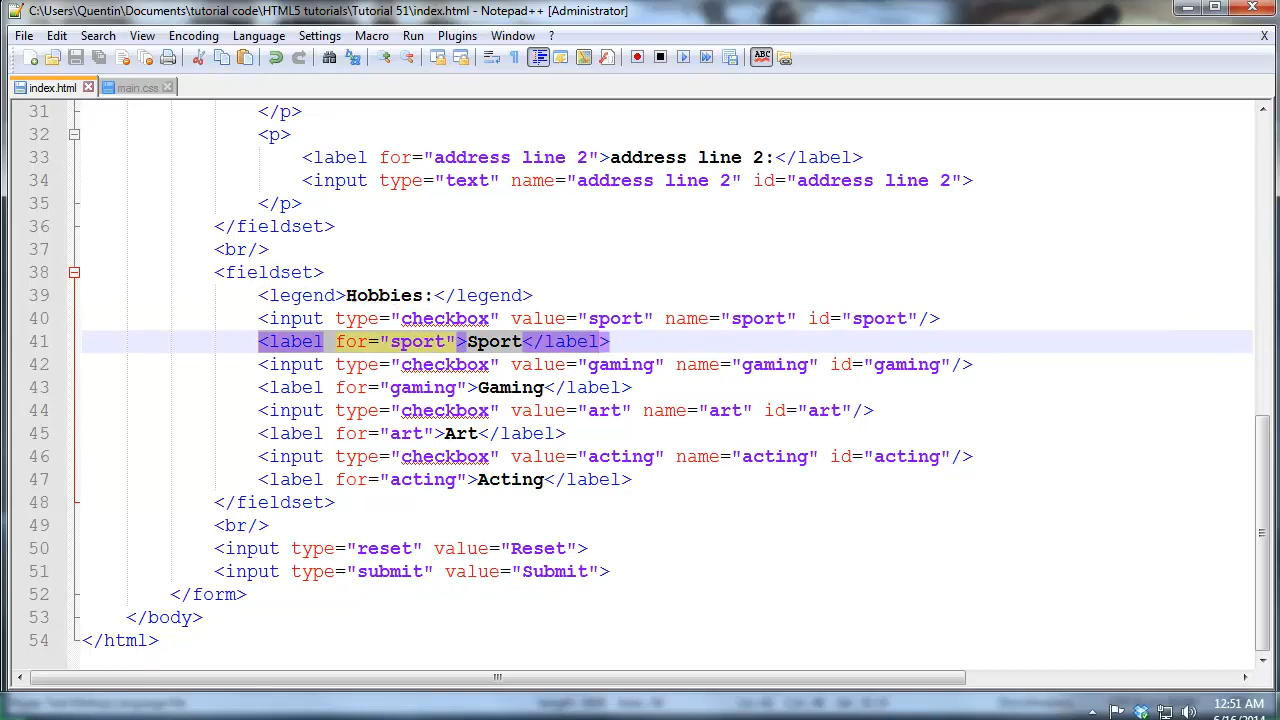 C:\Users\Quentin\Documents\tutorial code\HTML5 tutorials\Tutorial 51\index.html - Notepad++ [Administrator]
File Edit Search View Encoding Language Settings Macro Run Plugins Window ? X
ABC
index.html main.css
31 </p>
32 <p>
33 <label for="address line 2">address line 2:</label>
34 <input type="text" name="address line 2" id="address line 2">
35 </p>
36 </fieldset>
37 <br/>
38 <fieldset>
39 <legend>Hobbies:</legend>
40 <input type="checkbox" value="sport" name="sport" id="sport"/>
41 <label for="sport">Sport</label>
42 <input type="checkbox" value="gaming" name="gaming" id="gaming"/>
43 <label for="gaming">Gaming</label>
44 <input type="checkbox" value="art" name="art" id="art"/>
45 <label for="art">Art</label>
46 <input type="checkbox" value="acting" name="acting" id="acting"/>
47 <label for="acting">Acting</label>
48 </fieldset>
49 <br/>
50 <input type="reset" value="Reset">
51 <input type="submit" value="Submit">
52 </form>
53 </body>
54 </html>
12:51 AM
6/16/2014